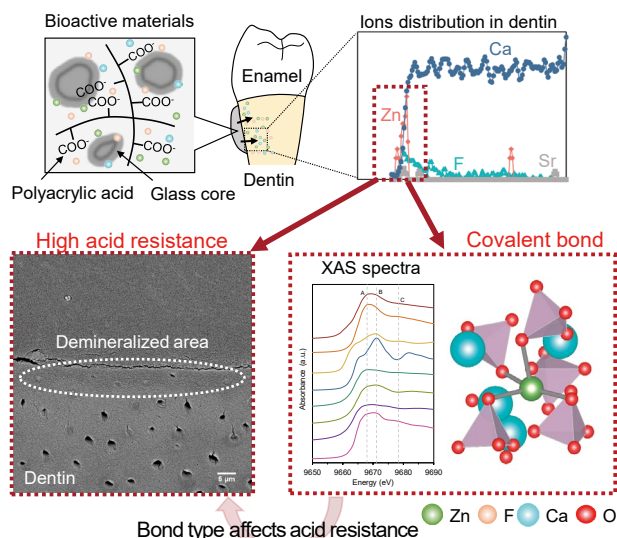 Bioactive materials
COO-
COO-
COO-
COO-
COO-
COO-
COO-
Polyacrylic acid
Glass core
Enamel
Dentin
Ions distribution in dentin
Ca
Zn
F
Sr
High acid resistance
Demineralized area
Dentin
6 μm
Covalent bond
XAS spectra
A
B
C
Absorbance (a.u.)
9650 9660 9670 9680 9690
Energy (eV)
Zn F Ca O
Bond type affects acid resistance